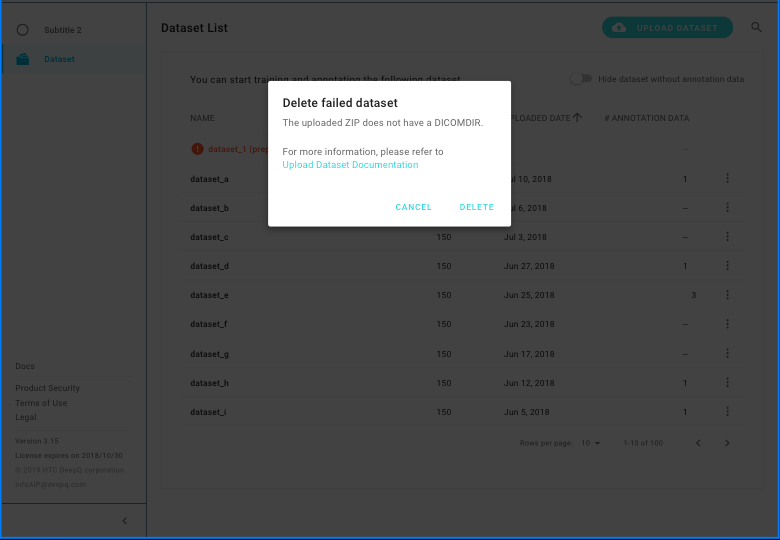 Subtitle 2
Dataset
Dataset List
UPLOAD DATASET
You can start training and annotating the following dataset
Hide dataset without annotation data
Delete failed dataset
The uploaded ZIP does not have a DICOMDIR.
For more information, please refer to
Upload Dataset Documentation
CANCEL
DELETE
NAME
PLOADED DATE
# ANNOTATION DATA
dataset_1 (prep
--
dataset_a
ul 10, 2018
1
dataset_b
ul 6, 2018
--
dataset_c
150
Jul 3, 2018
--
dataset_d
150
Jun 27, 2018
1
dataset_e
150
Jun 25, 2018
3
dataset_f
150
Jun 23, 2018
--
dataset_g
150
Jun 17, 2018
--
dataset_h
150
Jun 12, 2018
1
dataset_i
150
Jun 5, 2018
1
Rows per page:
10
1-10 of 100
Docs
Product Security
Terms of Use
Legal
Version 3.15
License expires on 2018/10/30
© 2019 HTC DeepQ corporation
infoAIP@deepq.com